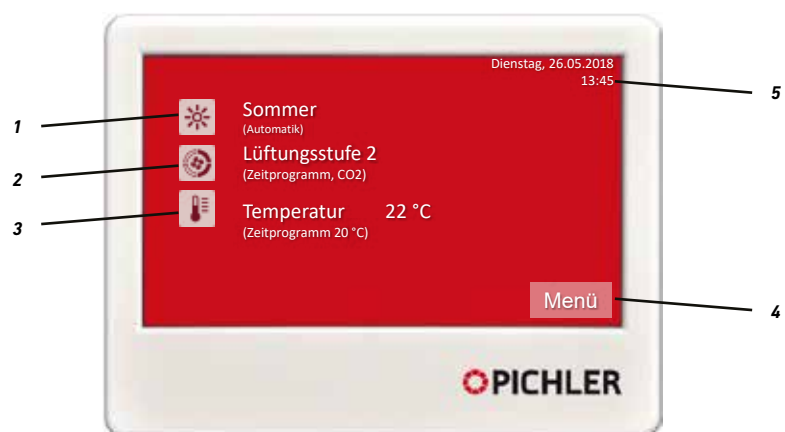 Dienstag, 26.05.2018
13:45
5
1
Sommer
(Automatik)
2
Lüftungsstufe 2
(Zeitprogramm, CO2)
3
Temperatur 22 °C
(Zeitprogramm 20 °C)
Menü
4
PICHLER